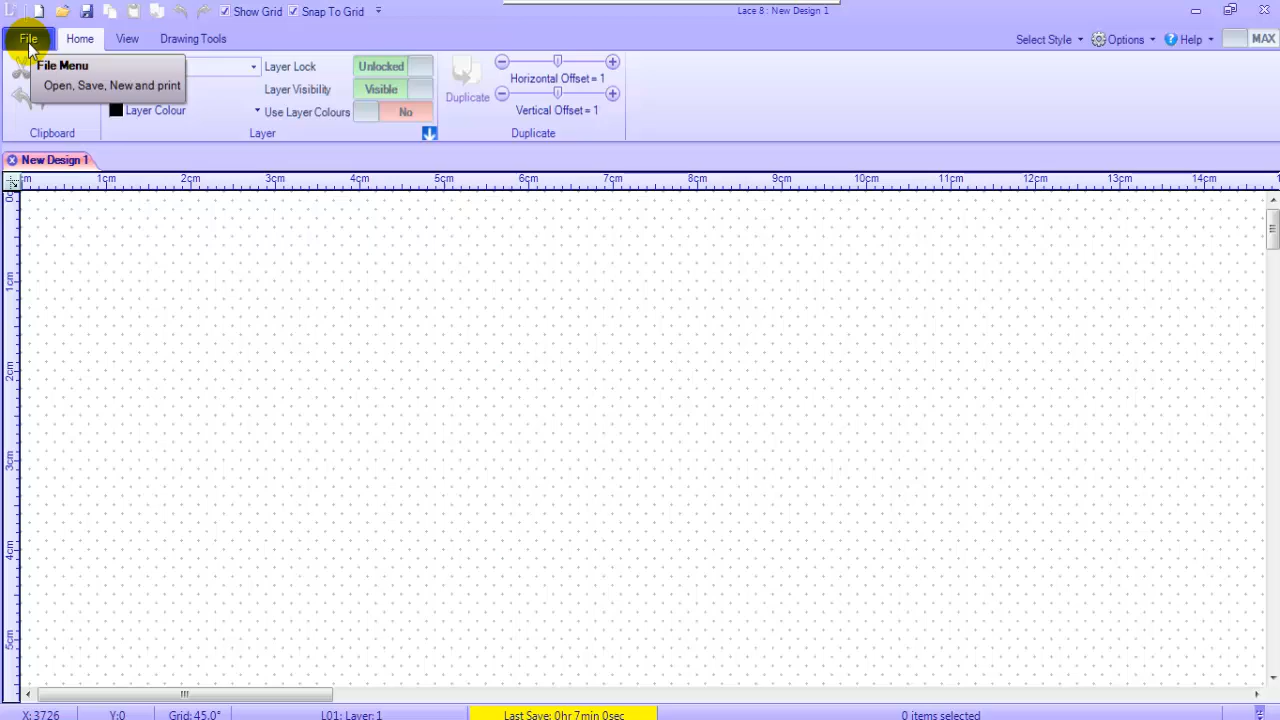 Show Grid Snap To Grid
Lace 8 : New Design 1
File Home View Drawing Tools
Select Style Options Help MAX
File Menu
Open, Save, New and print
Layer Lock Unlocked
Layer Visibility Visible
Layer Colour
Use Layer Colours No
Duplicate
Horizontal Offset = 1
Vertical Offset = 1
Clipboard Layer Duplicate
New Design 1
1cm 2cm 3cm 4cm 5cm 6cm 7cm 8cm 9cm 10cm 11cm 12cm 13cm 14cm
1cm
2cm
3cm
4cm
5cm
X: 3726 Y:0 Grid: 45.0° L01: Layer: 1 Last Save: 0hr 7min 0sec 0 items selected